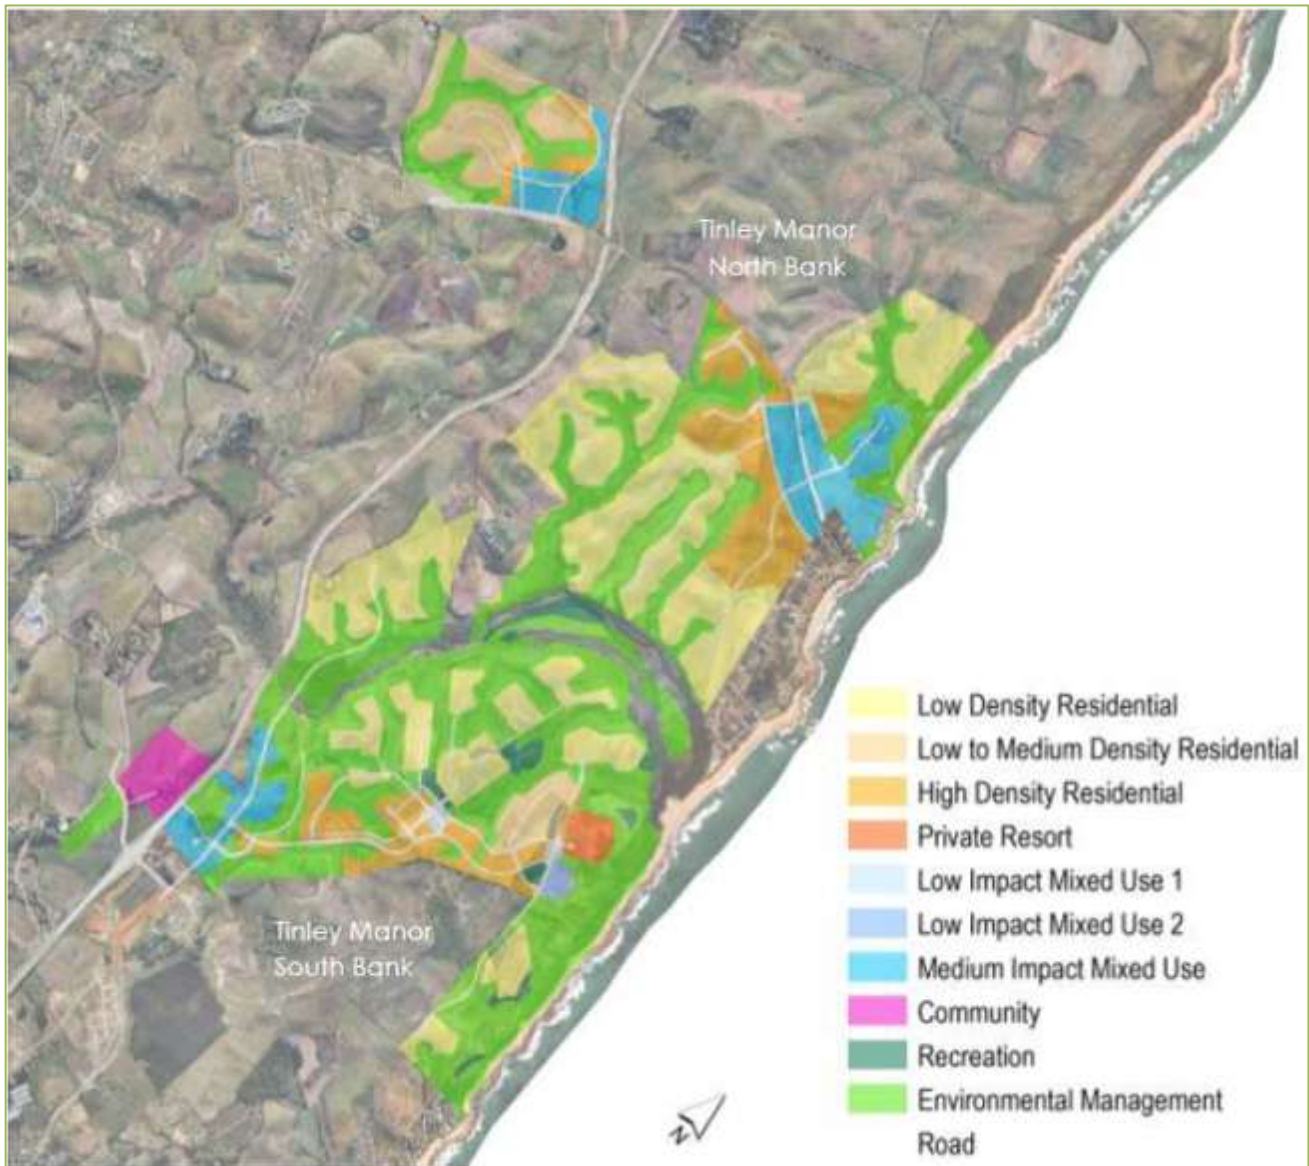 Tinley Manor
North Bank
Tinley Manor
South Bank
Low Density Residential
Low to Medium Density Residential
High Density Residential
Private Resort
Low Impact Mixed Use 1
Low Impact Mixed Use 2
Medium Impact Mixed Use
Community
Recreation
Environmental Management
Road
N